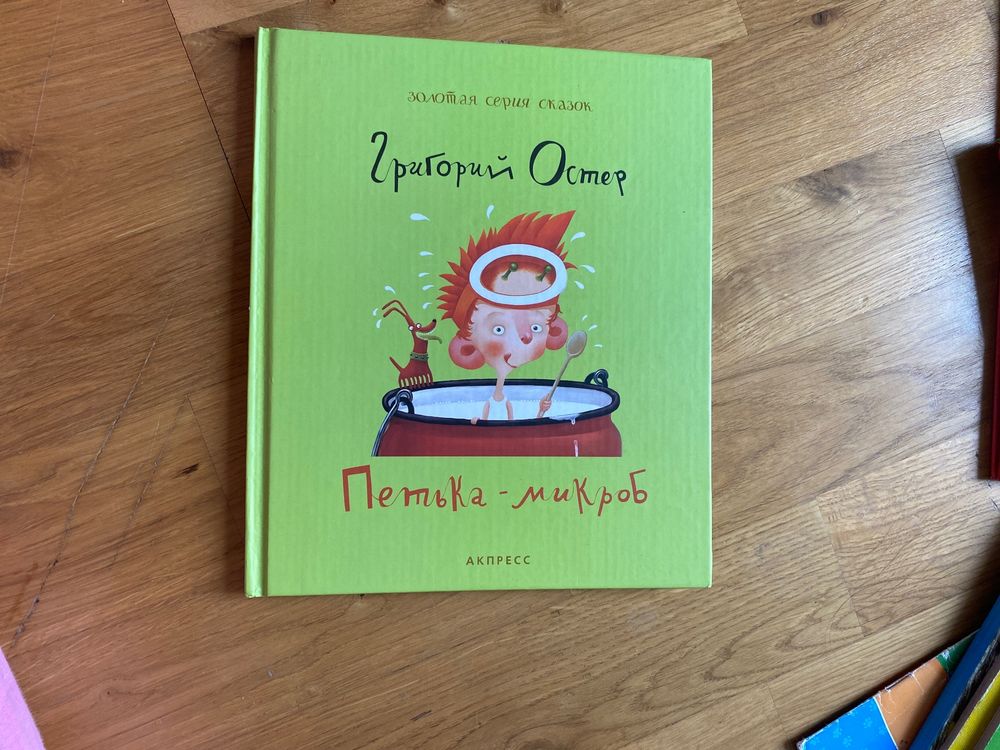 золотая серия сказок
Григорий Остер
Петька-микроб
АКПРЕСС